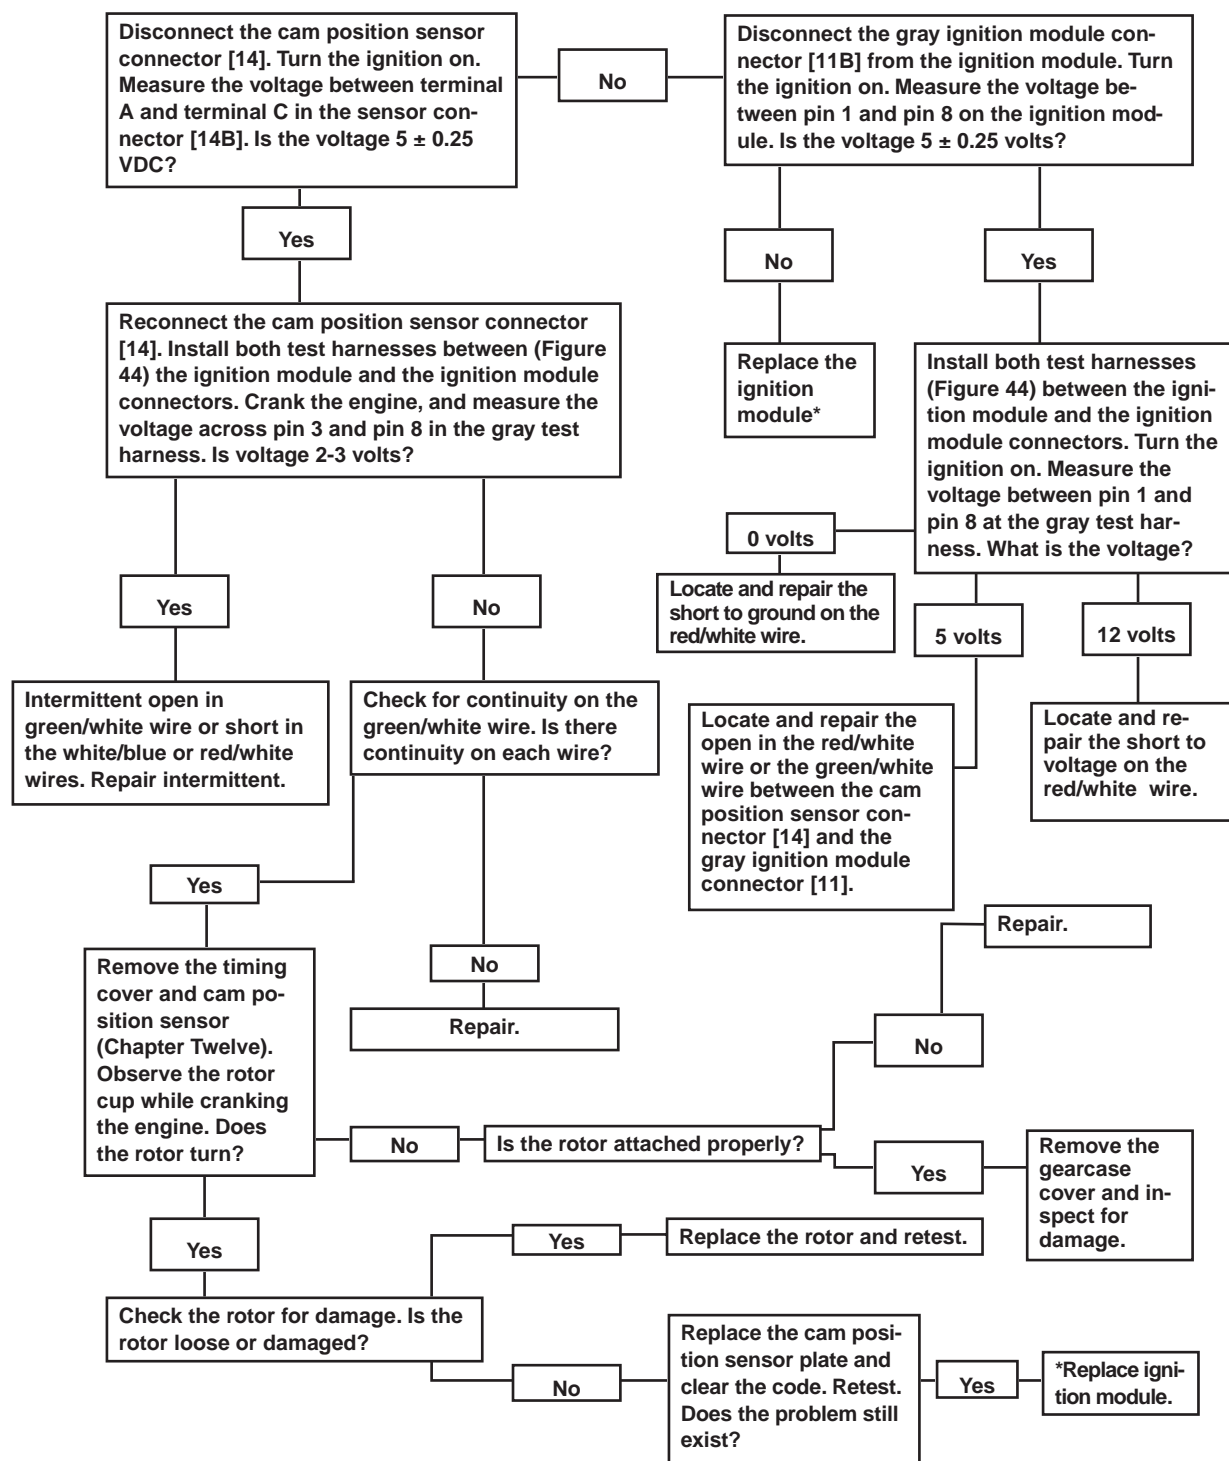 Disconnect the cam position sensor
connector [14]. Turn the ignition on.
Measure the voltage between terminal
A and terminal C in the sensor con-
nector [14B]. Is the voltage 5 ± 0.25
VDC?
No
Disconnect the gray ignition module con-
nector [11B] from the ignition module. Turn
the ignition on. Measure the voltage be-
tween pin 1 and pin 8 on the ignition mod-
ule. Is the voltage 5 ± 0.25 volts?
Yes
No
Yes
Reconnect the cam position sensor connector
[14]. Install both test harnesses between (Figure
44) the ignition module and the ignition module
connectors. Crank the engine, and measure the
voltage across pin 3 and pin 8 in the gray test
harness. Is voltage 2-3 volts?
Replace the
ignition
module*
Install both test harnesses
(Figure 44) between the igni-
tion module and the ignition
module connectors. Turn the
ignition on. Measure the
voltage between pin 1 and
pin 8 at the gray test har-
ness. What is the voltage?
0 volts
Locate and repair the
short to ground on the
red/white wire.
5 volts
12 volts
Yes
No
Intermittent open in
green/white wire or short in
the white/blue or red/white
wires. Repair intermittent.
Check for continuity on the
green/white wire. Is there
continuity on each wire?
Locate and repair the
open in the red/white
wire or the green/white
wire between the cam
position sensor con-
nector [14] and the
gray ignition module
connector [11].
Locate and re-
pair the short to
voltage on the
red/white wire.
Yes
No
Repair.
Repair.
Remove the timing
cover and cam po-
sition sensor
(Chapter Twelve).
Observe the rotor
cup while cranking
the engine. Does
the rotor turn?
No
Is the rotor attached properly?
No
Yes
Remove the
gearcase
cover and in-
spect for
damage.
Yes
Yes
Replace the rotor and retest.
Check the rotor for damage. Is the
rotor loose or damaged?
No
Replace the cam posi-
tion sensor plate and
clear the code. Retest.
Does the problem still
exist?
Yes
*Replace igni-
tion module.